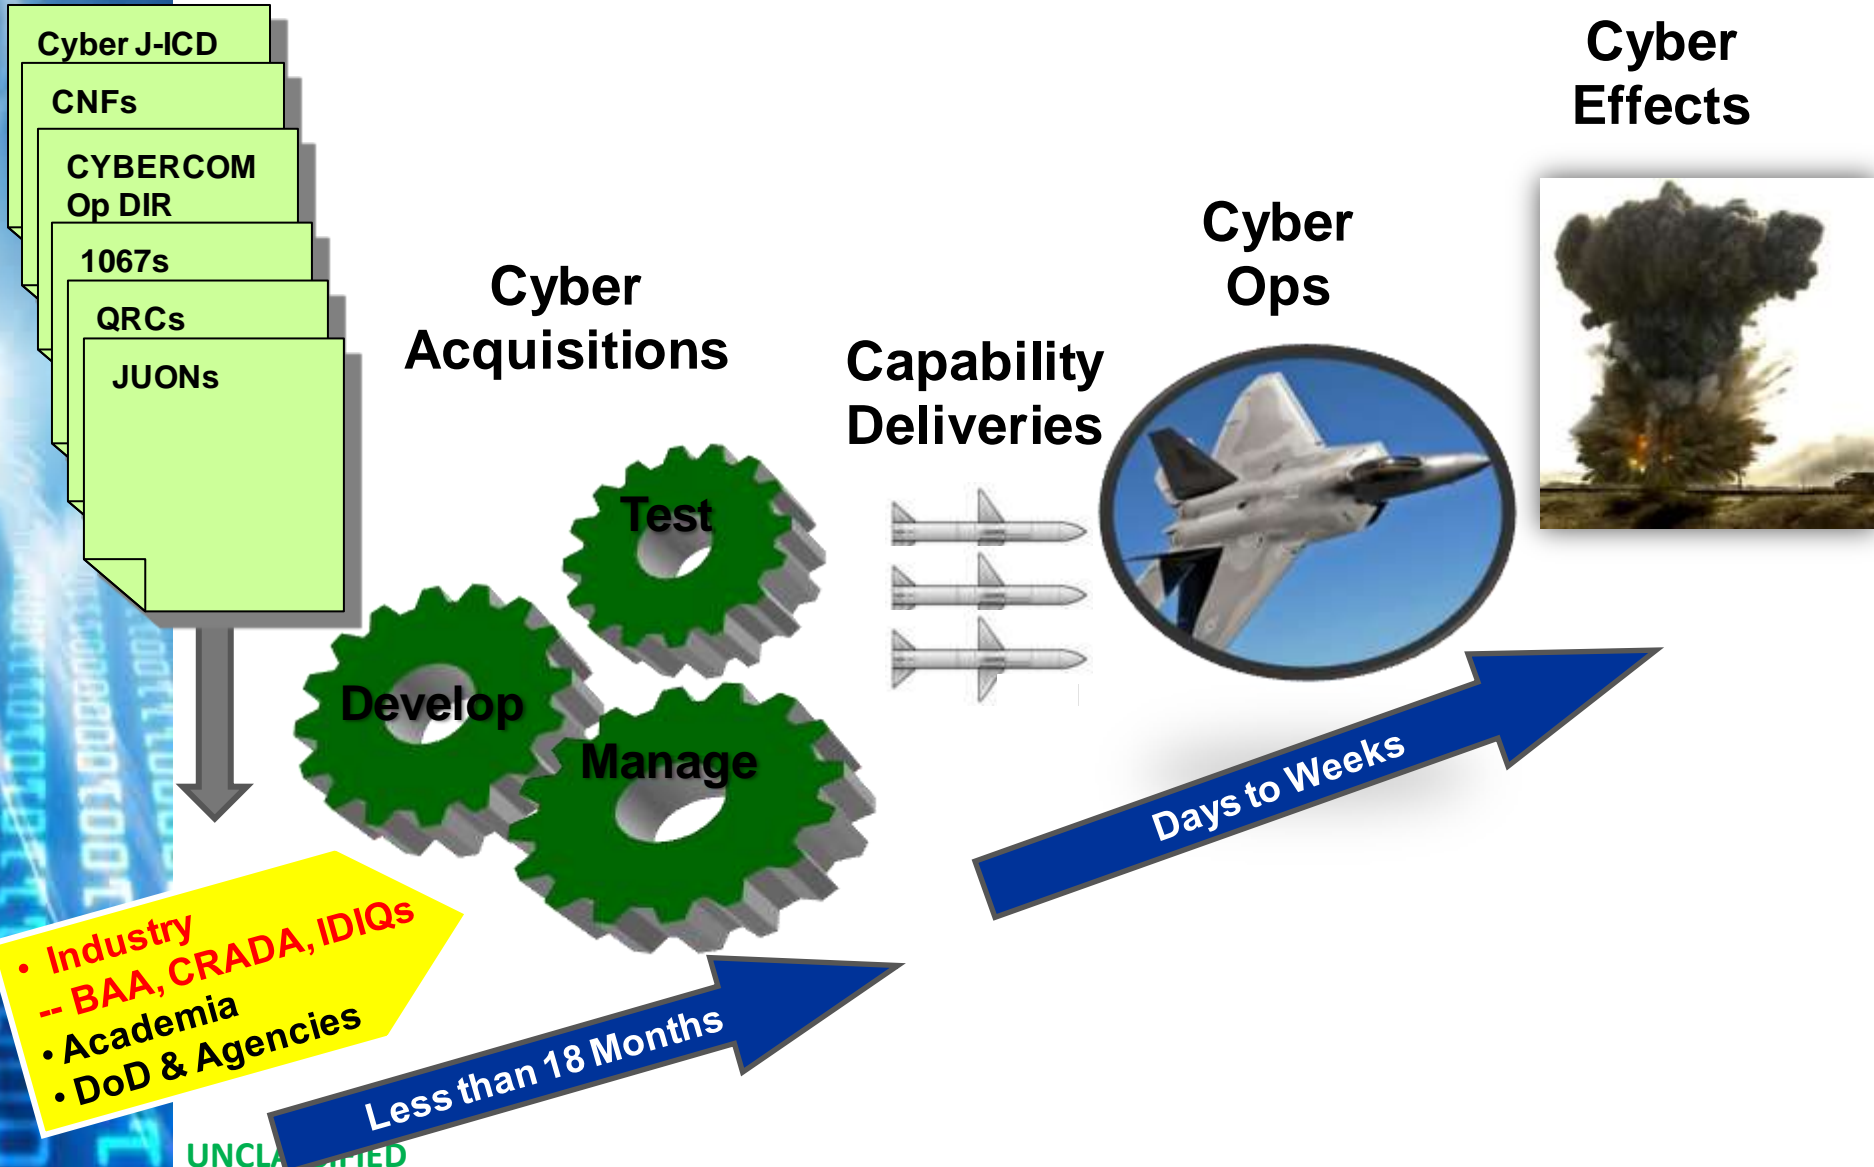 Cyber J-ICD
CNFs
CYBERCOM
Op DIR
1067s
QRCs
JUONs
Cyber
Acquisitions
Test
Develop
Manage
Capability
Deliveries
Cyber
Ops
Cyber
Effects
• Industry
-- BAA, CRADA, IDIQs
• Academia
• DoD & Agencies
Less than 18 Months
Days to Weeks
UNCLASSIFIED